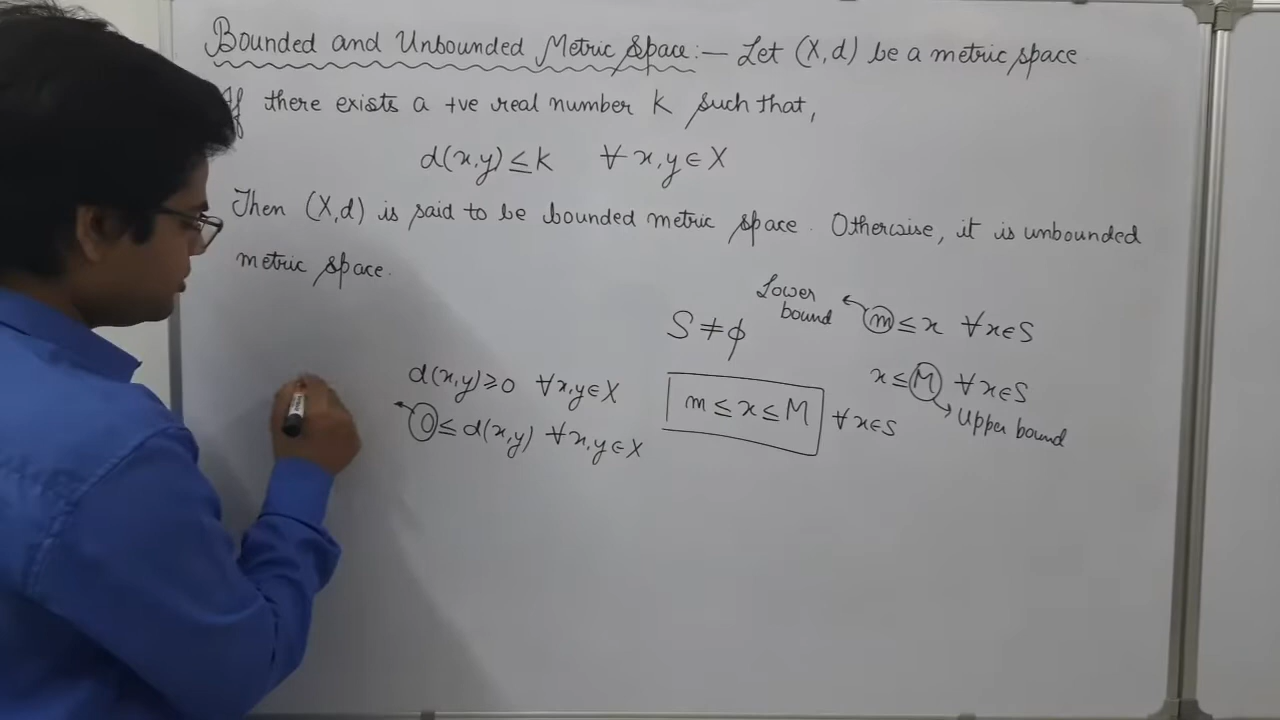 Bounded and Unbounded Metric Space:— Let (X,d) be a metric space
If there exists a +ve real number K such that,
d(x,y) ≤ K ∀ x,y ∈ X
Then (X,d) is said to be bounded metric space. Otherwise, it is unbounded
metric space.
Lower
bound
m ≤ x ∀x∈S
S ≠ ϕ
x ≤ M ∀x∈S
Upper bound
d(x,y) ≥ 0 ∀x,y∈X
m ≤ x ≤ M ∀x∈S
0 ≤ d(x,y) ∀x,y∈X